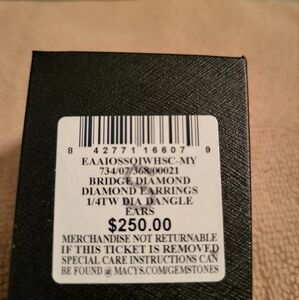 8 42771 16607 9
EAAIOSSQIWHSC-MY
734/07/368/00021
BRIDGE DIAMOND
DIAMOND EARRINGS
1/4TW DIA DANGLE
EARS
$250.00
MERCHANDISE NOT RETURNABLE
IF THIS TICKET IS REMOVED
SPECIAL CARE INSTRUCTIONS CAN
BE FOUND @ MACYS.COM/GEMSTONES